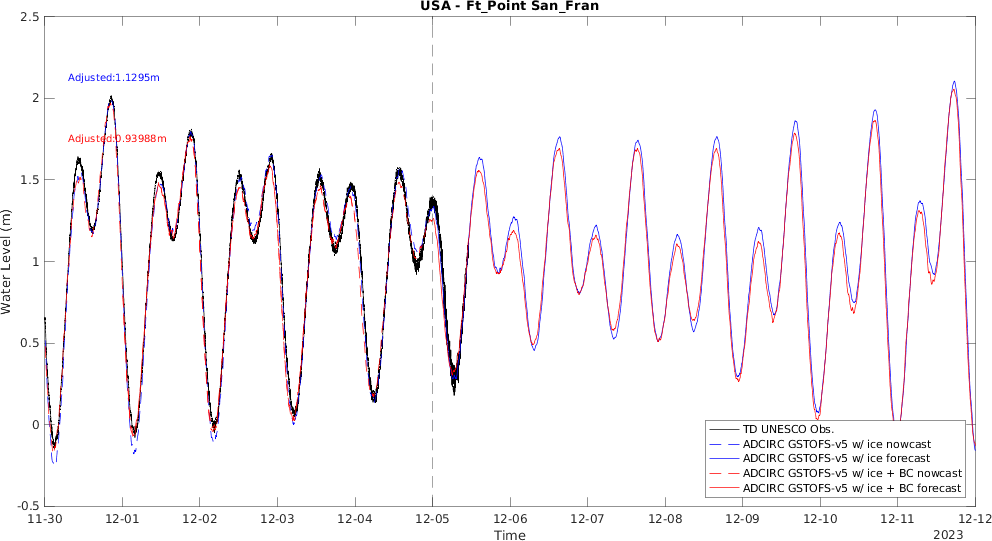 USA - Ft_Point San_Fran
2.5
2
1.5
1
0.5
0
-0.5
Water Level (m)
Adjusted:1.1295m
Adjusted:0.93988m
TD UNESCO Obs.
ADCIRC GSTOFS-v5 w/ ice nowcast
ADCIRC GSTOFS-v5 w/ ice forecast
ADCIRC GSTOFS-v5 w/ ice + BC nowcast
ADCIRC GSTOFS-v5 w/ ice + BC forecast
11-30 12-01 12-02 12-03 12-04 12-05 12-06 12-07 12-08 12-09 12-10 12-11 12-12
Time
2023